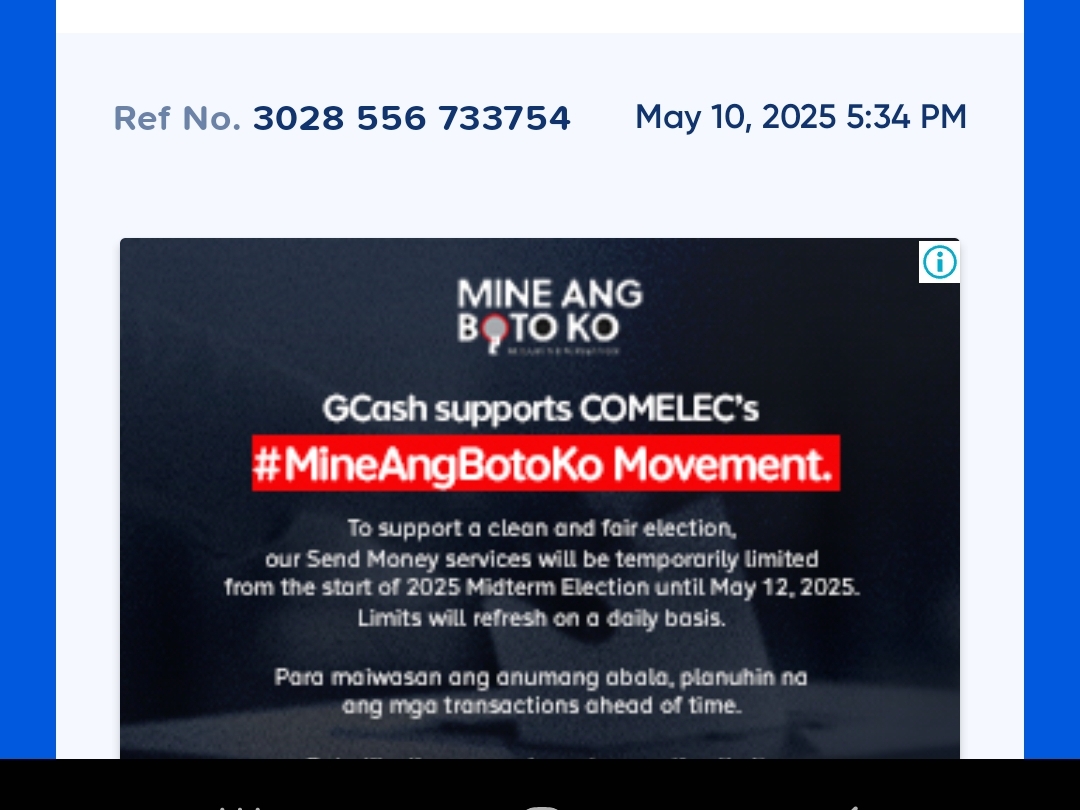 Ref No. 3028 556 733754 May 10, 2025 5:34 PM
MINE ANG
BOTO KO
GCash supports COMELEC's
#MineAngBotoKo Movement.
To support a clean and fair election,
our Send Money services will be temporarily limited
from the start of 2025 Midterm Election until May 12, 2025.
Limits will refresh on a daily basis.
Para maiwasan ang anumang abala, planuhin na
ang mga transactions ahead of time.